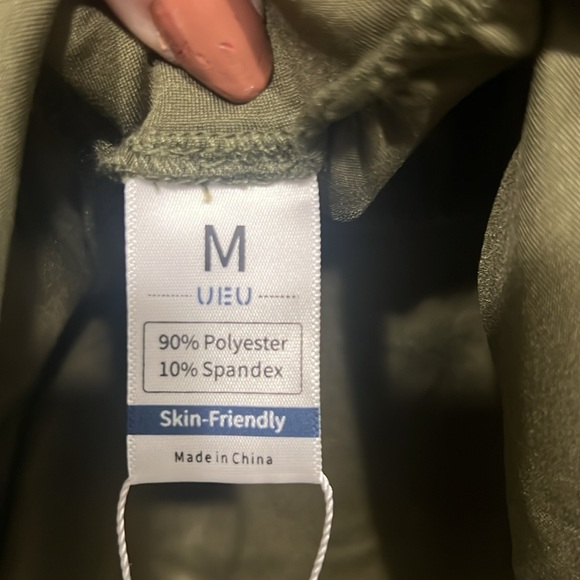 M
UEU
90% Polyester
10% Spandex
Skin-Friendly
Made in China